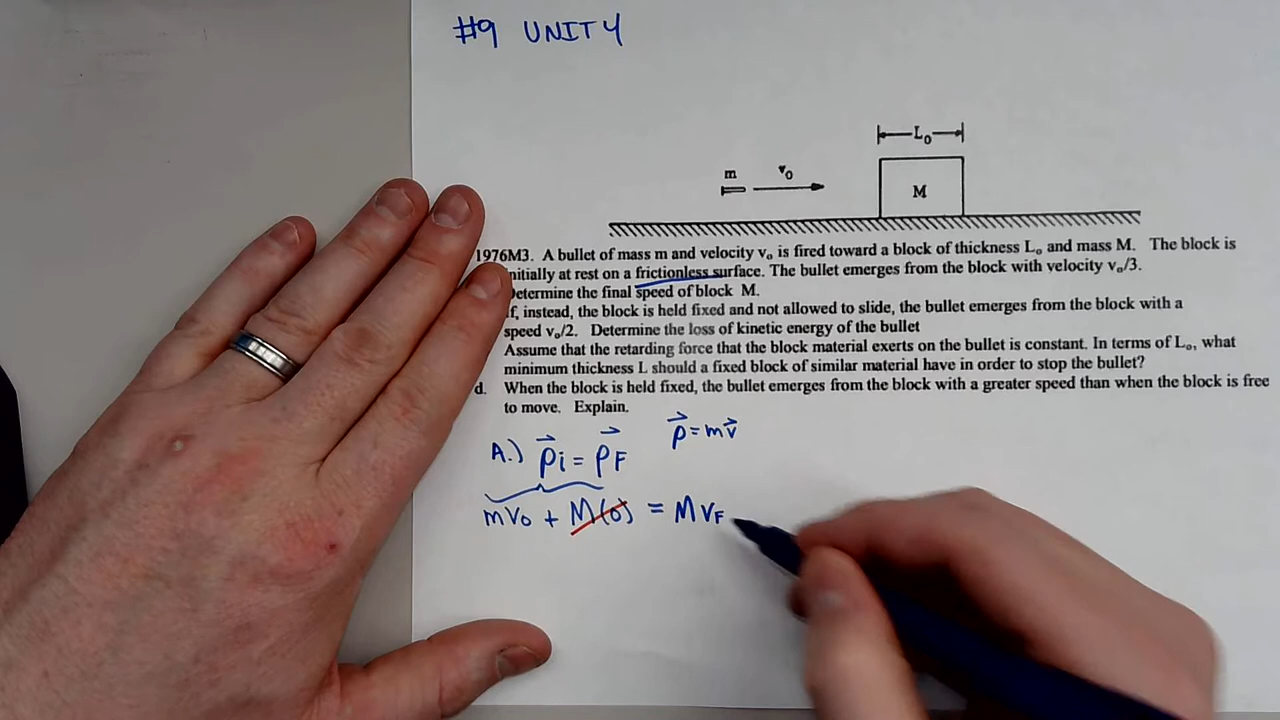 #9 UNITY
L₀
m
v₀
M
1976M3. A bullet of mass m and velocity v₀ is fired toward a block of thickness L₀ and mass M. The block is
nitially at rest on a frictionless surface. The bullet emerges from the block with velocity v₀/3.
etermine the final speed of block M.
f, instead, the block is held fixed and not allowed to slide, the bullet emerges from the block with a
speed v₀/2. Determine the loss of kinetic energy of the bullet
Assume that the retarding force that the block material exerts on the bullet is constant. In terms of L₀, what
minimum thickness L should a fixed block of similar material have in order to stop the bullet?
d. When the block is held fixed, the bullet emerges from the block with a greater speed than when the block is free
to move. Explain.
A.) p⃗i = p⃗F p⃗ = mv⃗
mv₀ + M(0) = MvF